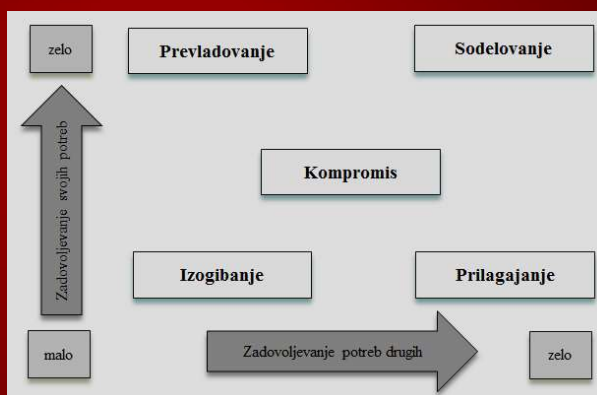 zelo
Prevladovanje
Sodelovanje
Zadovoljevanje svojih potreb
Kompromis
Izogibanje
Prilagajanje
malo
Zadovoljevanje potreb drugih
zelo